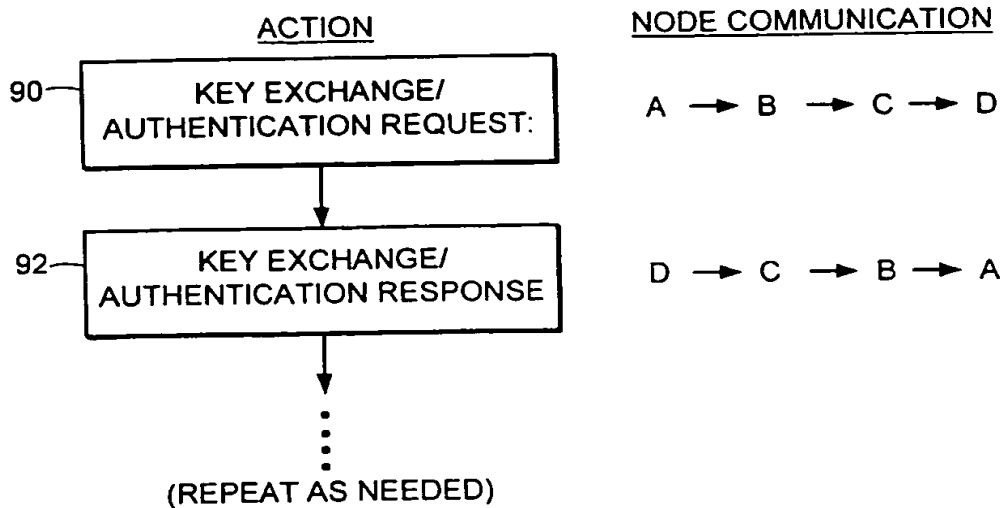 ACTION
NODE COMMUNICATION
90
KEY EXCHANGE/
AUTHENTICATION REQUEST:
A → B → C → D
92
KEY EXCHANGE/
AUTHENTICATION RESPONSE
D → C → B → A
(REPEAT AS NEEDED)